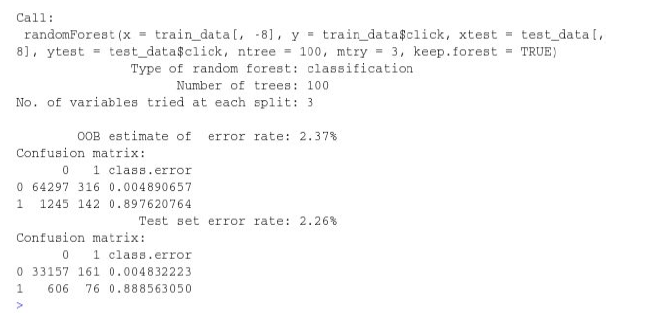 Call:
randomForest(x = train_data[, -8], y = train_data$click, xtest = test_data[,
8], ytest = test_data$click, ntree = 100, mtry = 3, keep.forest = TRUE)
Type of random forest: classification
Number of trees: 100
No. of variables tried at each split: 3
OOB estimate of error rate: 2.37%
Confusion matrix:
0 1 class.error
0 64297 316 0.004890657
1 1245 142 0.897620764
Test set error rate: 2.26%
Confusion matrix:
0 1 class.error
0 33157 161 0.004832223
1 606 76 0.888563050
>